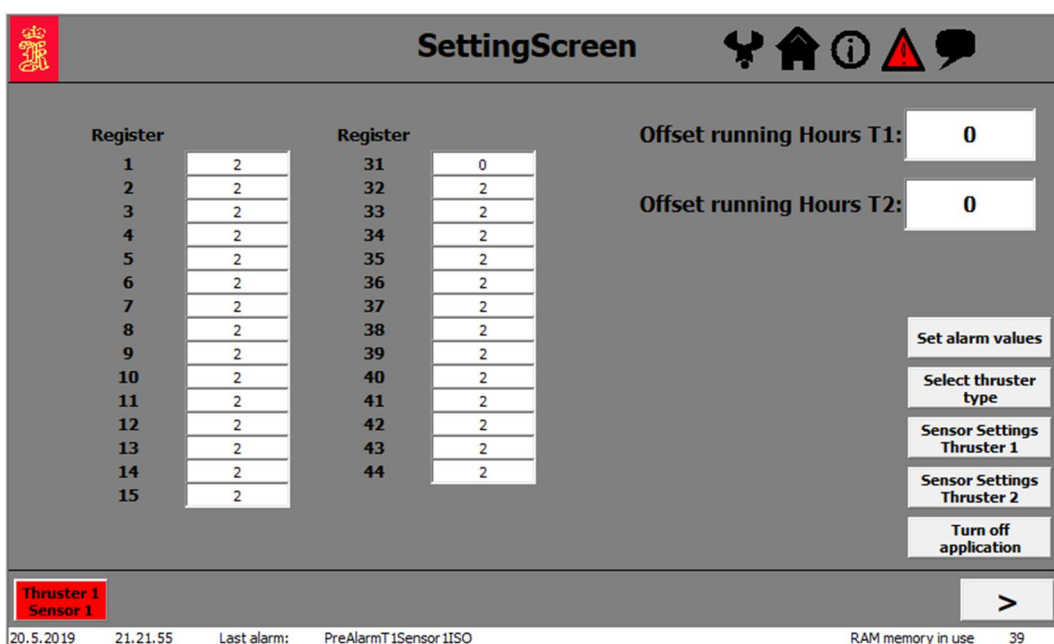 SettingScreen
Register Register
1 2 31 0
2 2 32 2
3 2 33 2
4 2 34 2
5 2 35 2
6 2 36 2
7 2 37 2
8 2 38 2
9 2 39 2
10 2 40 2
11 2 41 2
12 2 42 2
13 2 43 2
14 2 44 2
15 2
Offset running Hours T1: 0
Offset running Hours T2: 0
Set alarm values
Select thruster
type
Sensor Settings
Thruster 1
Sensor Settings
Thruster 2
Turn off
application
Thruster 1
Sensor 1
>
20.5.2019 21.21.55 Last alarm: PreAlarmT1Sensor1ISO RAM memory in use 39